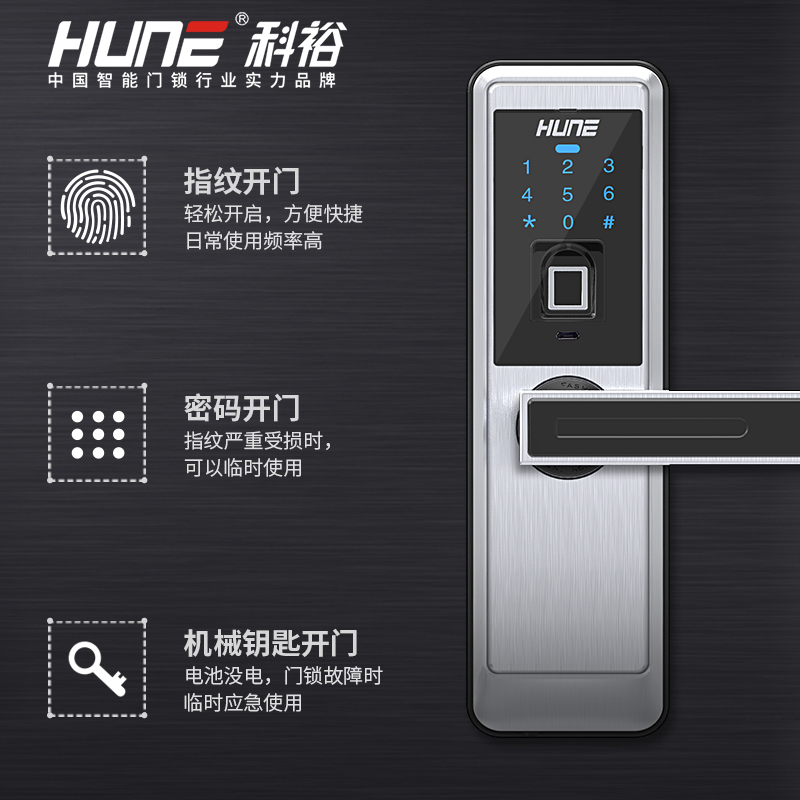 HUNE® 科裕
中国智能门锁行业实力品牌
指纹开门
轻松开启，方便快捷
日常使用频率高
密码开门
指纹严重受损时，
可以临时使用
机械钥匙开门
电池没电，门锁故障时
临时应急使用
HUNE
1 2 3
4 5 6
* 0 #